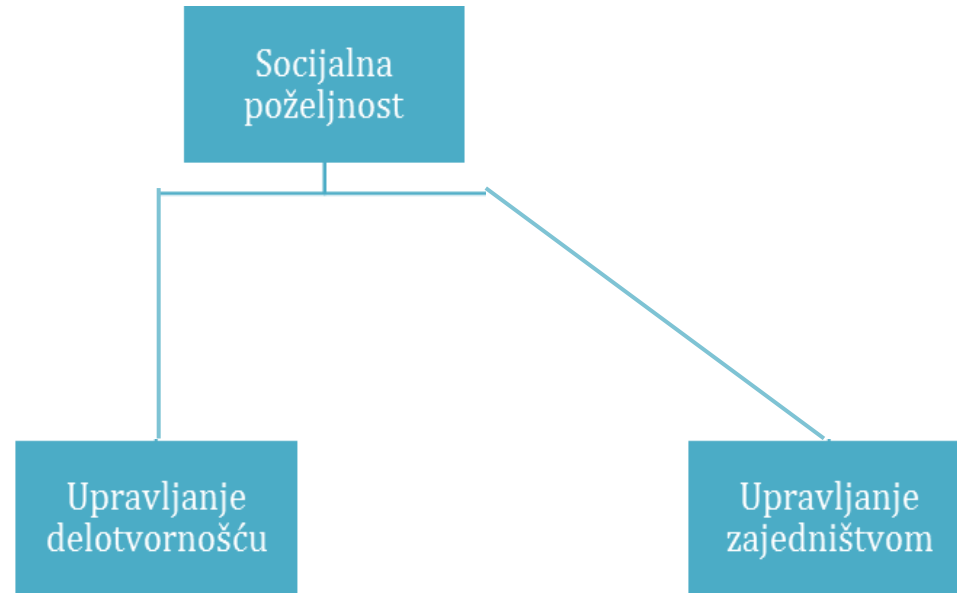 Socijalna
poželjnost
Upravljanje
delotvornošću
Upravljanje
zajedništvom